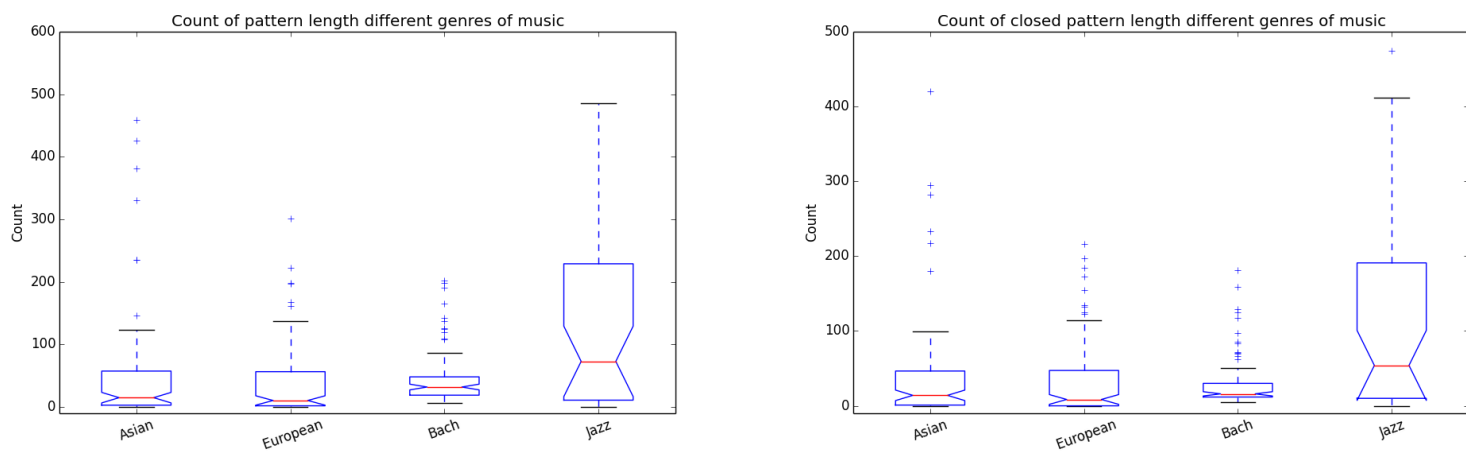 Count of pattern length different genres of music
600
500
400
300
200
100
0
Count
Asian
European
Bach
Jazz
Count of closed pattern length different genres of music
500
400
300
200
100
0
Count
Asian
European
Bach
Jazz